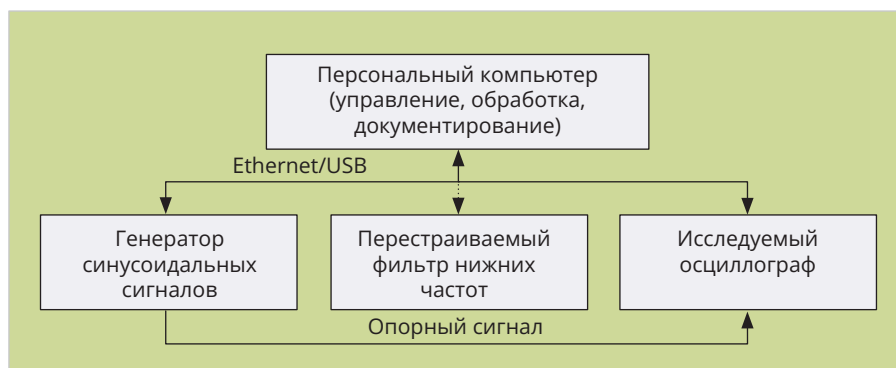 Персональный компьютер
(управление, обработка,
документирование)
Ethernet/USB
Генератор
синусоидальных
сигналов
Перестраиваемый
фильтр нижних
частот
Исследуемый
осциллограф
Опорный сигнал